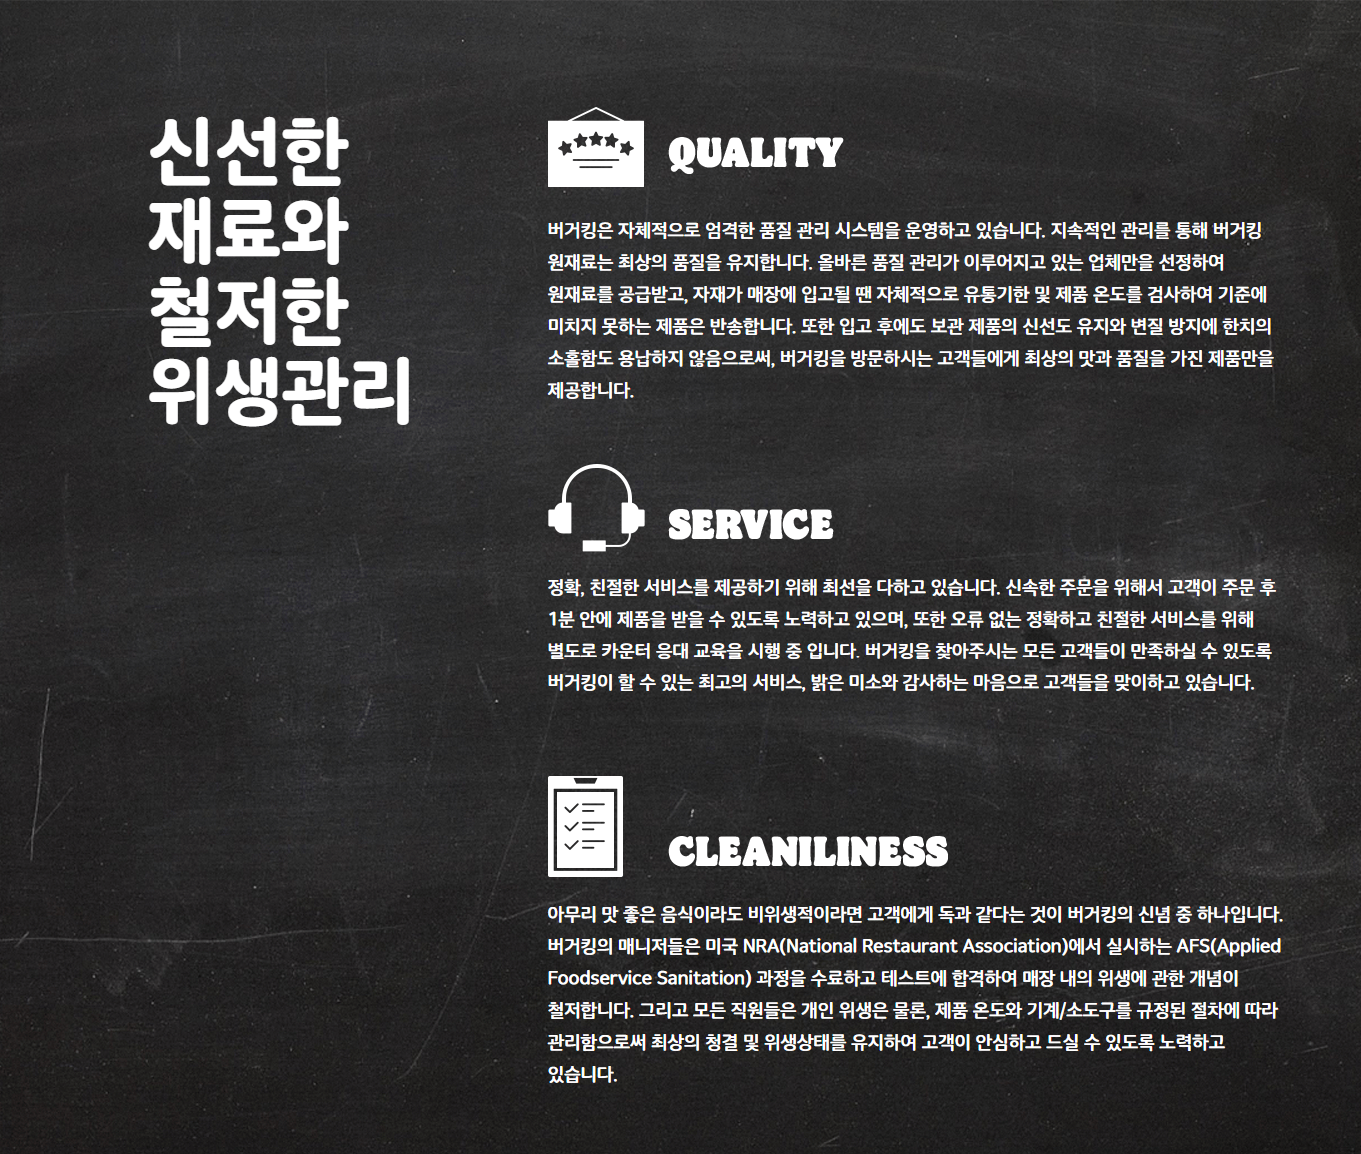 신선한
재료와
철저한
위생관리
QUALITY
버거킹은 자체적으로 엄격한 품질 관리 시스템을 운영하고 있습니다. 지속적인 관리를 통해 버거킹
원재료는 최상의 품질을 유지합니다. 올바른 품질 관리가 이루어지고 있는 업체만을 선정하여
원재료를 공급받고, 자재가 매장에 입고될 땐 자체적으로 유통기한 및 제품 온도를 검사하여 기준에
미치지 못하는 제품은 반송합니다. 또한 입고 후에도 보관 제품의 신선도 유지와 변질 방지에 한치의
소홀함도 용납하지 않음으로써, 버거킹을 방문하시는 고객들에게 최상의 맛과 품질을 가진 제품만을
제공합니다.
SERVICE
정확, 친절한 서비스를 제공하기 위해 최선을 다하고 있습니다. 신속한 주문을 위해서 고객이 주문 후
1분 안에 제품을 받을 수 있도록 노력하고 있으며, 또한 오류 없는 정확하고 친절한 서비스를 위해
별도로 카운터 응대 교육을 시행 중 입니다. 버거킹을 찾아주시는 모든 고객들이 만족하실 수 있도록
버거킹이 할 수 있는 최고의 서비스, 밝은 미소와 감사하는 마음으로 고객들을 맞이하고 있습니다.
CLEANILINESS
아무리 맛 좋은 음식이라도 비위생적이라면 고객에게 독과 같다는 것이 버거킹의 신념 중 하나입니다.
버거킹의 매니저들은 미국 NRA(National Restaurant Association)에서 실시하는 AFS(Applied
Foodservice Sanitation) 과정을 수료하고 테스트에 합격하여 매장 내의 위생에 관한 개념이
철저합니다. 그리고 모든 직원들은 개인 위생은 물론, 제품 온도와 기계/소도구를 규정된 절차에 따라
관리함으로써 최상의 청결 및 위생상태를 유지하여 고객이 안심하고 드실 수 있도록 노력하고
있습니다.